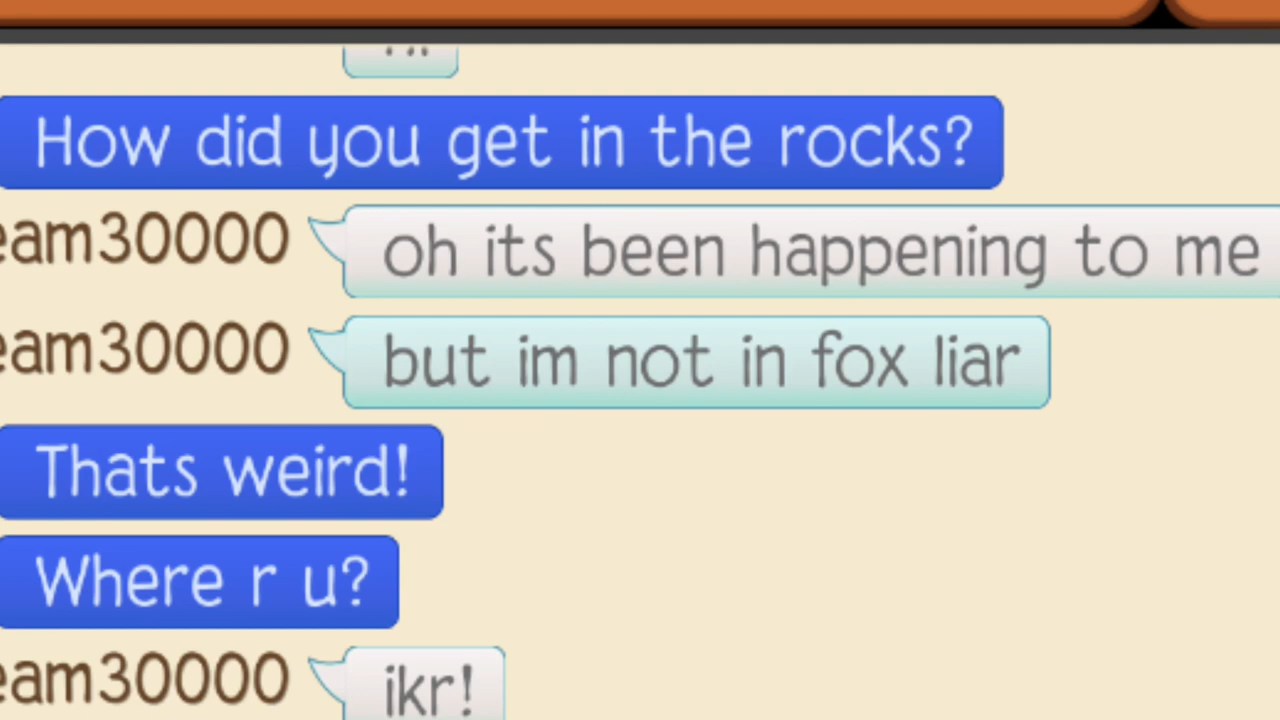 How did you get in the rocks?
eam30000 oh its been happening to me
eam30000 but im not in fox liar
Thats weird!
Where r u?
eam30000 ikr!